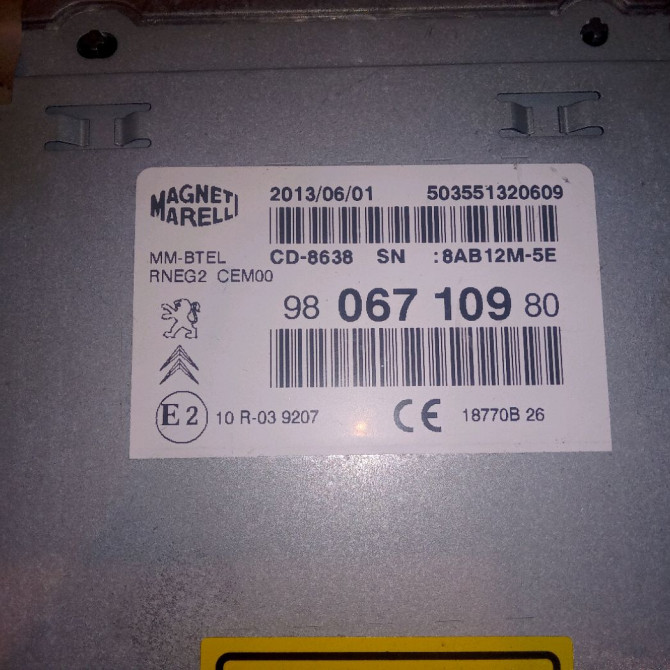 MAGNETI
MARELLI
2013/06/01 503551320609
MM-BTEL CD-8638 SN :8AB12M-5E
RNEG2 CEM00
98 067 109 80
E2 10 R-03 9207 CE 18770B 26